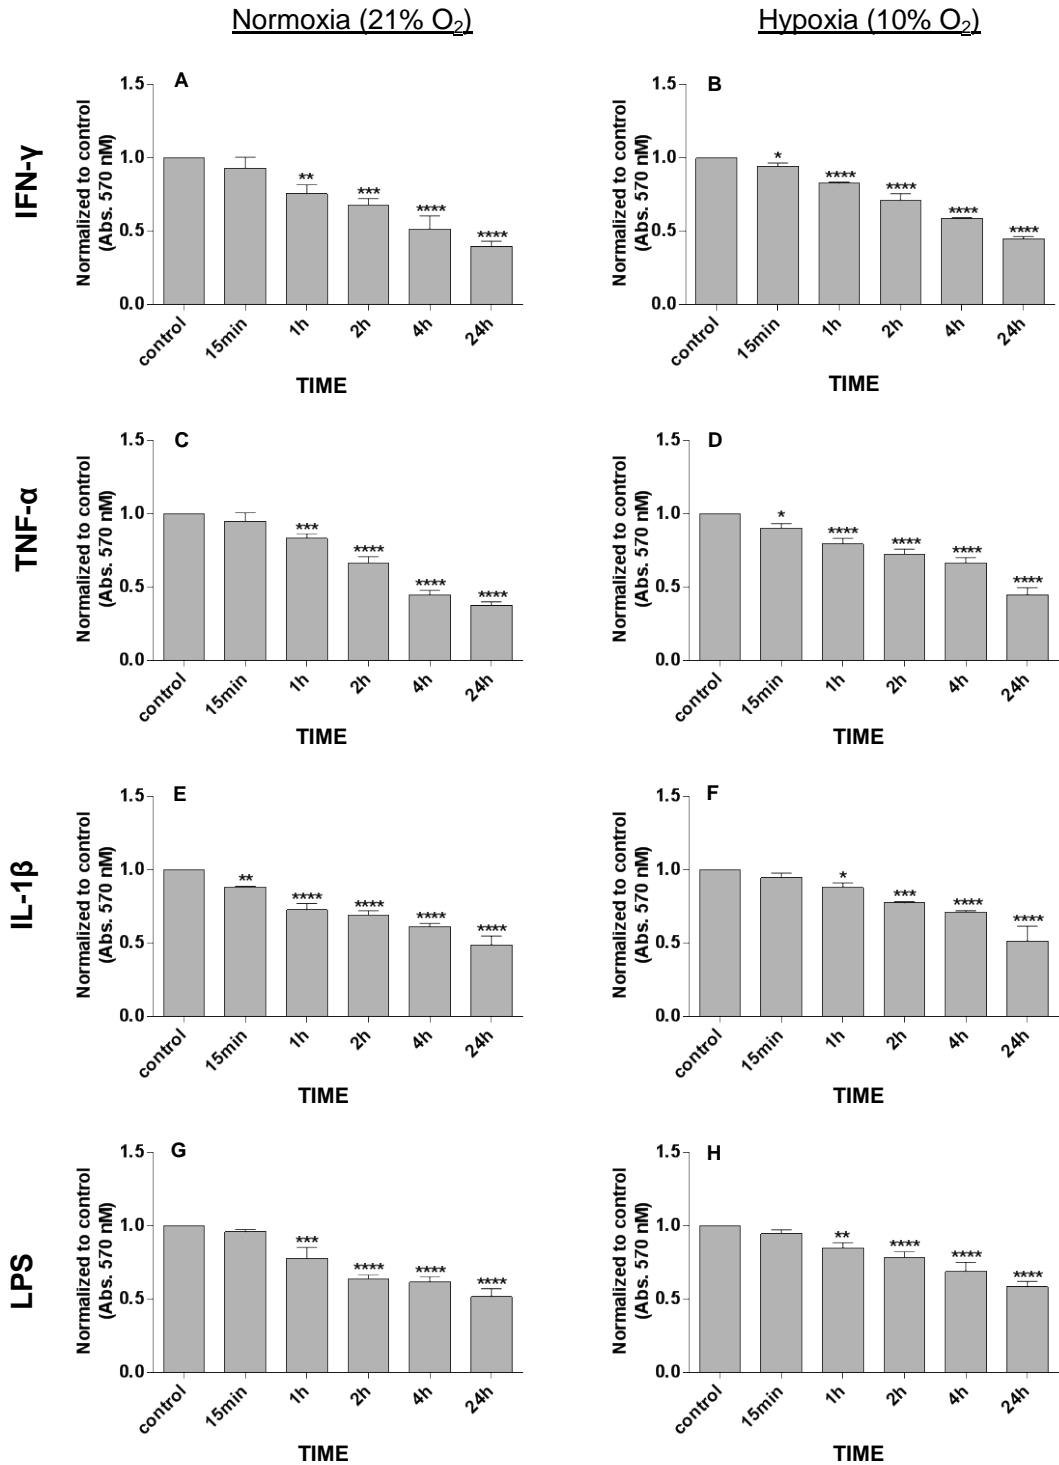 Normoxia (21% O₂)
Hypoxia (10% O₂)
IFN-γ
A
Normalized to control
(Abs. 570 nM)
1.5
1.0
0.5
0.0
** *** **** ****
control 15min 1h 2h 4h 24h
TIME
B
Normalized to control
(Abs. 570 nM)
1.5
1.0
0.5
0.0
* **** **** **** ****
control 15min 1h 2h 4h 24h
TIME
TNF-α
C
Normalized to control
(Abs. 570 nM)
1.5
1.0
0.5
0.0
*** **** **** ****
control 15min 1h 2h 4h 24h
TIME
D
Normalized to control
(Abs. 570 nM)
1.5
1.0
0.5
0.0
* **** **** **** ****
control 15min 1h 2h 4h 24h
TIME
IL-1β
E
Normalized to control
(Abs. 570 nM)
1.5
1.0
0.5
0.0
** **** **** **** ****
control 15min 1h 2h 4h 24h
TIME
F
Normalized to control
(Abs. 570 nM)
1.5
1.0
0.5
0.0
* *** **** ****
control 15min 1h 2h 4h 24h
TIME
LPS
G
Normalized to control
(Abs. 570 nM)
1.5
1.0
0.5
0.0
*** **** **** ****
control 15min 1h 2h 4h 24h
TIME
H
Normalized to control
(Abs. 570 nM)
1.5
1.0
0.5
0.0
** **** **** ****
control 15min 1h 2h 4h 24h
TIME